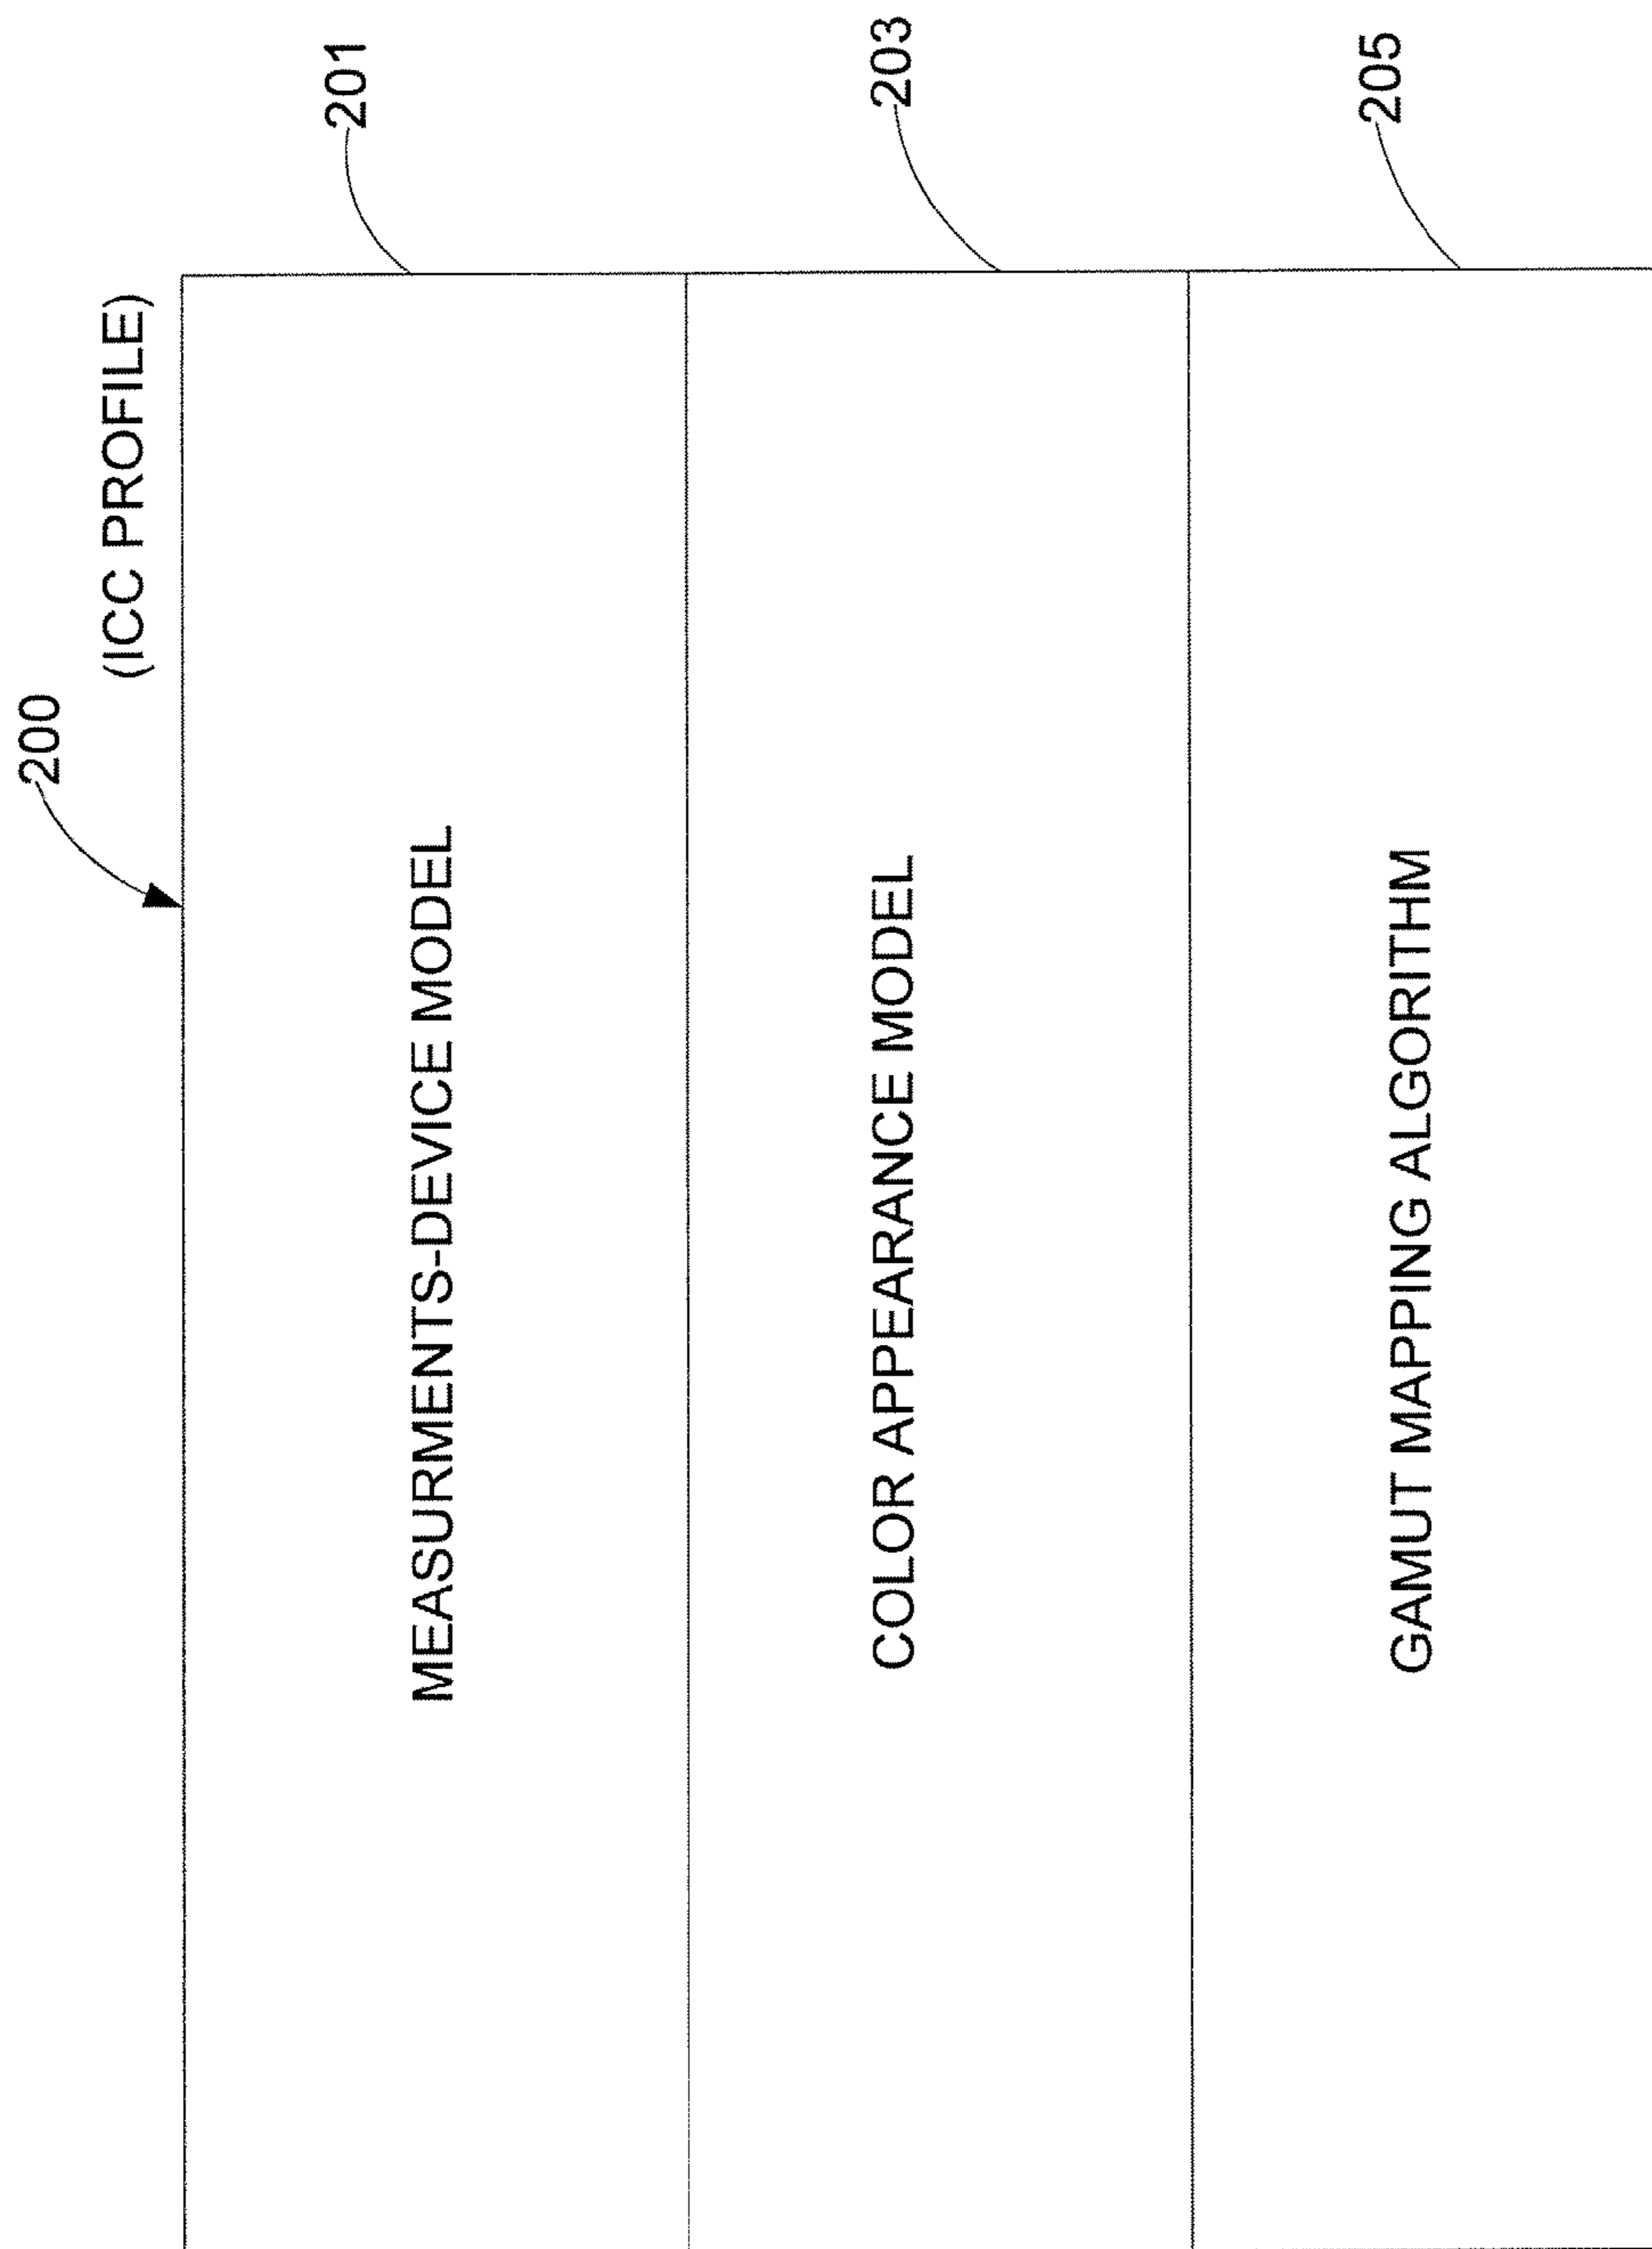 200
(ICC PROFILE)
MEASURMENTS-DEVICE MODEL
201
COLOR APPEARANCE MODEL
203
GAMUT MAPPING ALGORITHM
205